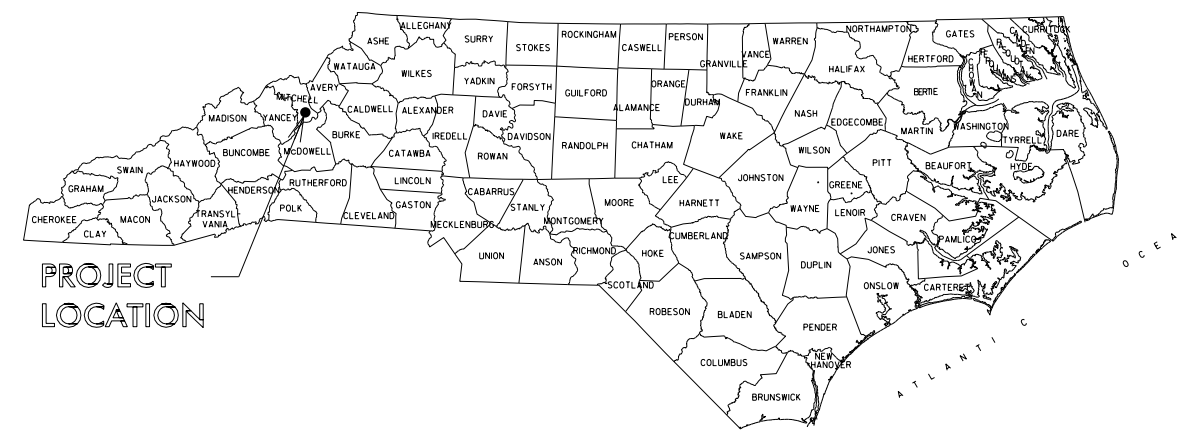 ALLEGHANY
NORTHAMPTON
CURRITUCK
CAMDEN
PASQUOTANK
PERQUIMANS
CHOWAN
GATES
ASHE
SURRY
STOKES
ROCKINGHAM
CASWELL
PERSON
GRANVILLE
VANCE
WARREN
HALIFAX
HERTFORD
WATAUGA
WILKES
YADKIN
FORSYTH
GUILFORD
ALAMANCE
ORANGE
DURHAM
FRANKLIN
BERTIE
MITCHELL
AVERY
MADISON
YANCEY
CALDWELL
ALEXANDER
DAVIE
NASH
EDGECOMBE
MARTIN
WASHINGTON
TYRRELL
DARE
BURKE
IREDELL
DAVIDSON
RANDOLPH
CHATHAM
WAKE
WILSON
PITT
BEAUFORT
HYDE
SWAIN
HAYWOOD
BUNCOMBE
McDOWELL
CATAWBA
ROWAN
GRAHAM
JACKSON
HENDERSON
RUTHERFORD
LINCOLN
CABARRUS
LEE
JOHNSTON
GREENE
CHEROKEE
MACON
TRANSYL
VANIA
POLK
CLEVELAND
GASTON
STANLY
MOORE
HARNETT
WAYNE
LENOIR
CRAVEN
CLAY
MECKLENBURG
MONTGOMERY
CUMBERLAND
PAMLICO
UNION
ANSON
RICHMOND
HOKE
SAMPSON
DUPLIN
JONES
SCOTLAND
ONSLOW
CARTERET
ROBESON
BLADEN
PENDER
COLUMBUS
NEW
HANOVER
BRUNSWICK
PROJECT
LOCATION
ATLANTIC
OCEA